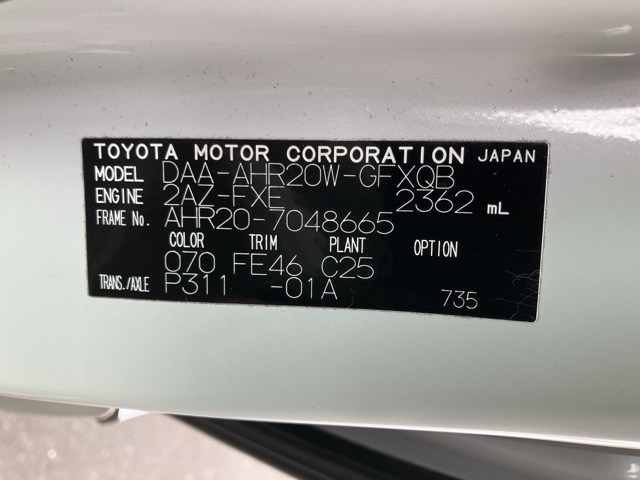 TOYOTA MOTOR CORPORATION JAPAN
MODEL DAA-AHR20W-GFXQB
ENGINE 2AZ-FXE 2362 mL
FRAME No. AHR20-7048665
COLOR TRIM PLANT OPTION
070 FE46 C25
TRANS./AXLE P311 -01A 735